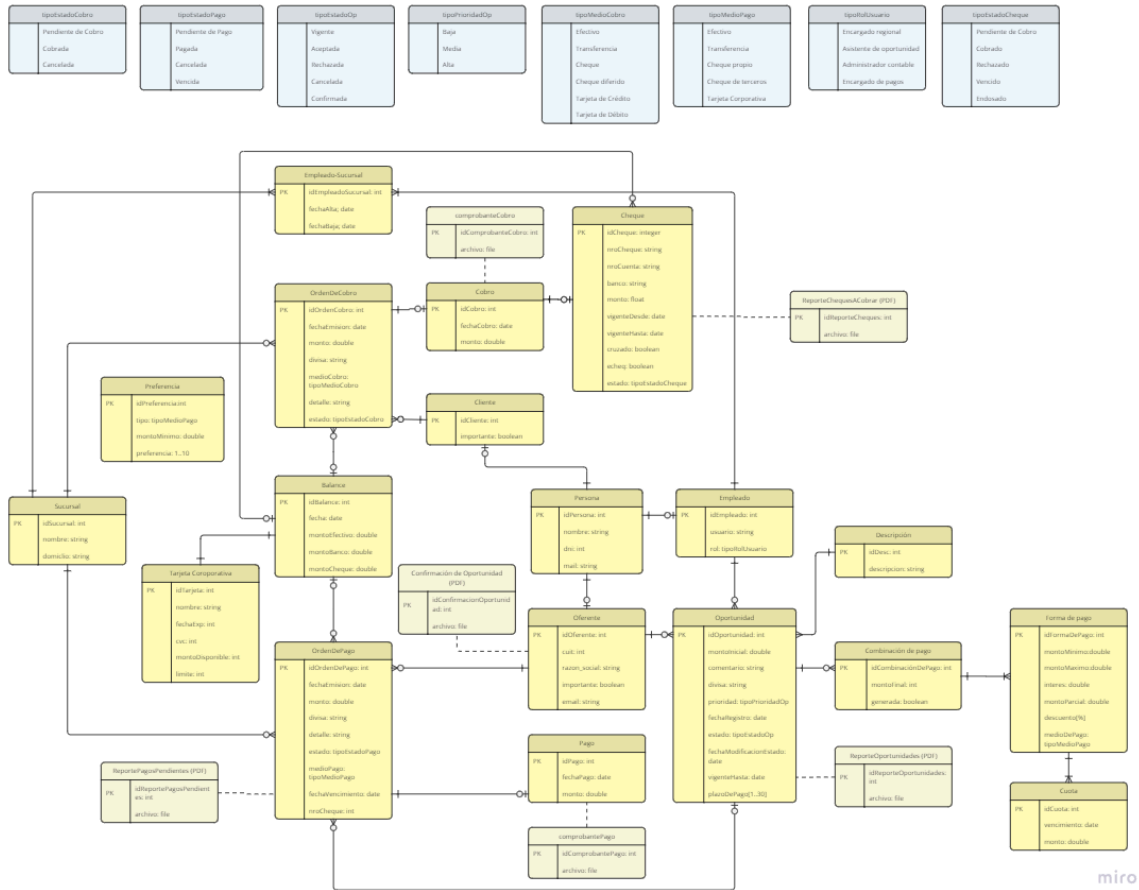 tipoEstadoCobro
Pendiente de Cobro
Cobrada
Cancelada
tipoEstadoPago
Pendiente de Pago
Pagada
Cancelada
Vencida
tipoEstadoOp
Vigente
Aceptada
Rechazada
Cancelada
Confirmada
tipoPrioridadOp
Baja
Media
Alta
tipoMedioCobro
Efectivo
Transferencia
Cheque
Cheque diferido
Tarjeta de Crédito
Tarjeta de Débito
tipoMedioPago
Efectivo
Transferencia
Cheque propio
Cheque de terceros
Tarjeta Corporativa
tipoRolUsuario
Encargado regional
Asistente de oportunidad
Administrador contable
Encargado de pagos
tipoEstadoCheque
Pendiente de Cobro
Cobrado
Rechazado
Vencido
Endosado
Empleado-Sucursal
PK
idEmpleadoSucursal: int
fechaAlta; date
fechaBaja; date
comprobanteCobro
PK
idComprobanteCobro: int
archivo: file
Cheque
PK
idCheque: integer
nroCheque: string
nroCuenta: string
banco: string
monto: float
vigenteDesde: date
vigenteHasta: date
cruzado: boolean
echeq: boolean
estado: tipoEstadoCheque
OrdenDeCobro
PK
idOrdenCobro: int
fechaEmision: date
monto: double
divisa: string
medioCobro:
tipoMedioCobro
detalle: string
estado: tipoEstadoCobro
Cobro
PK
idCobro: int
fechaCobro: date
monto: double
ReporteChequesACobrar (PDF)
PK
idReporteCheques: int
archivo: file
Preferencia
PK
idPreferencia:int
tipo: tipoMedioPago
montoMinimo: double
preferencia: 1..10
Cliente
PK
idCliente: int
importante: boolean
Sucursal
PK
idSucursal: int
nombre: string
domicilio: string
Balance
PK
idBalance: int
fecha: date
montoEfectivo: double
montoBanco: double
montoCheque: double
Persona
PK
idPersona: int
nombre: string
dni: int
mail: string
Empleado
PK
idEmpleado: int
usuario: string
rol: tipoRolUsuario
Descripción
PK
idDesc: int
descripcion: string
Tarjeta Coroporativa
PK
idTarjeta: int
nombre: string
fechaExp: int
cvc: int
montoDisponible: int
limite: int
Confirmación de Oportunidad
(PDF)
PK
idConfirmacionOportunid
ad: int
archivo: file
Oferente
PK
idOferente: int
cuit: int
razon_social: string
importante: boolean
email: string
Oportunidad
PK
idOportunidad: int
montoInicial: double
comentario: string
divisa: string
prioridad: tipoPrioridadOp
fechaRegistro: date
estado: tipoEstadoOp
fechaModificacionEstado:
date
vigenteHasta: date
plazoDePago[1..30]
Combinación de pago
PK
idCombinaciónDePago: int
montoFinal: int
generada: boolean
Forma de pago
PK
idFormaDePago: int
montoMinimo:double
montoMaximo:double
interes: double
montoParcial: double
descuento[%]
medioDePago:
tipoMedioPago
OrdenDePago
PK
idOrdenDePago: int
fechaEmision: date
monto: double
divisa: string
detalle: string
estado: tipoEstadoPago
medioPago:
tipoMedioPago
fechaVencimiento: date
nroCheque: int
Pago
PK
idPago: int
fechaPago: date
monto: double
ReportePagosPendientes (PDF)
PK
idReportePagosPendient
es: int
archivo: file
ReporteOportunidades (PDF)
PK
idReporteOportunidades:
int
archivo: file
Cuota
PK
idCuota: int
vencimiento: date
monto: double
comprobantePago
PK
idComprobantePago: int
archivo: file
miro